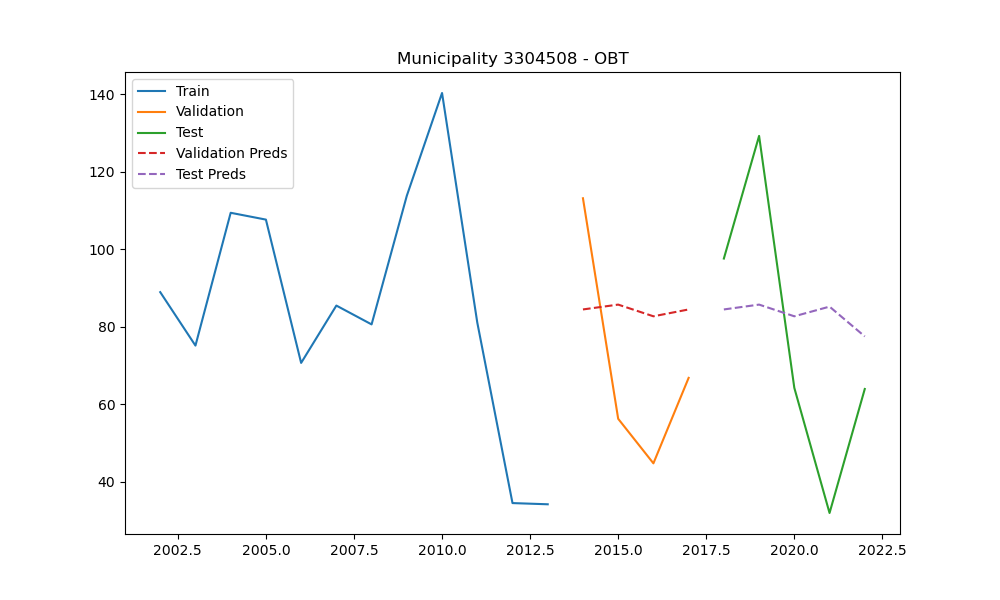 Municipality 3304508 - OBT
Train
Validation
Test
Validation Preds
Test Preds
140
120
100
80
60
40
2002.5 2005.0 2007.5 2010.0 2012.5 2015.0 2017.5 2020.0 2022.5